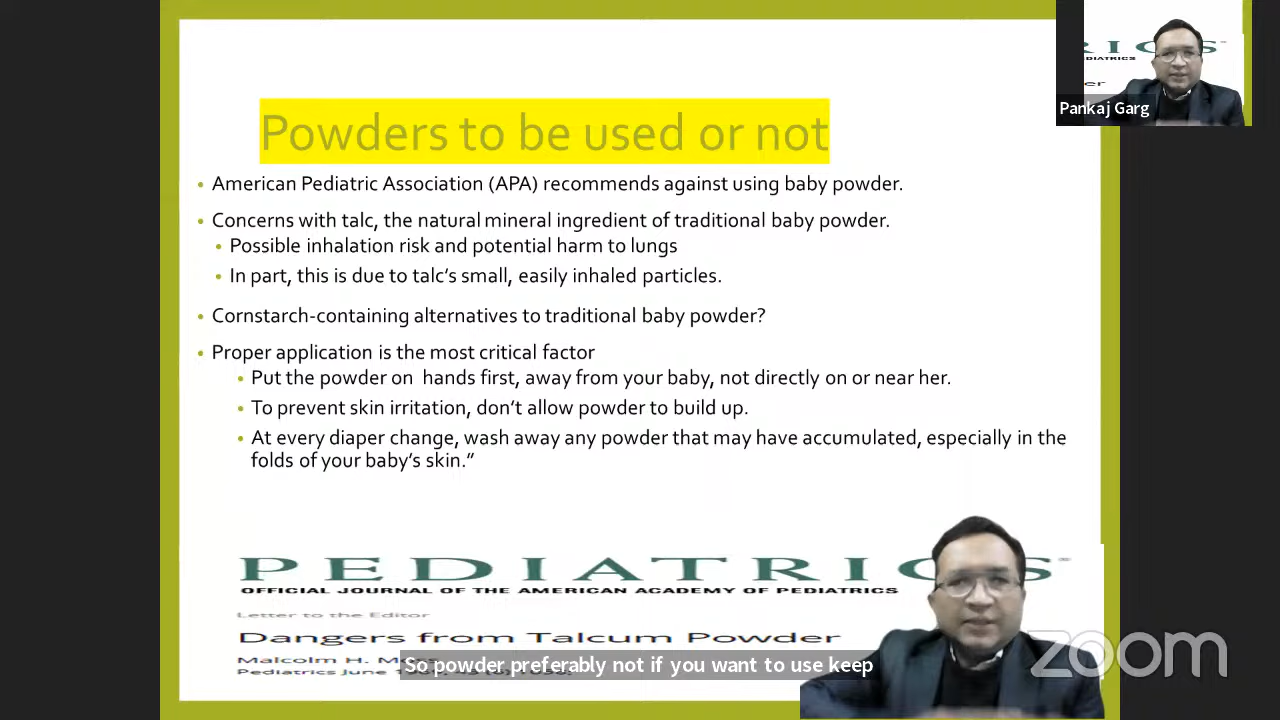 RICS
DIATRICS
er
Pankaj Garg
Powders to be used or not
• American Pediatric Association (APA) recommends against using baby powder.
• Concerns with talc, the natural mineral ingredient of traditional baby powder.
• Possible inhalation risk and potential harm to lungs
• In part, this is due to talc's small, easily inhaled particles.
• Cornstarch-containing alternatives to traditional baby powder?
• Proper application is the most critical factor
• Put the powder on hands first, away from your baby, not directly on or near her.
• To prevent skin irritation, don't allow powder to build up.
• At every diaper change, wash away any powder that may have accumulated, especially in the
folds of your baby's skin.”
PEDIATRICS
OFFICIAL JOURNAL OF THE AMERICAN ACADEMY OF PEDIATRICS
Letter to the Editor
Dangers from Talcum Powder
Malcolm H.
Pediatrics June
So powder preferably not if you want to use keep
zoom